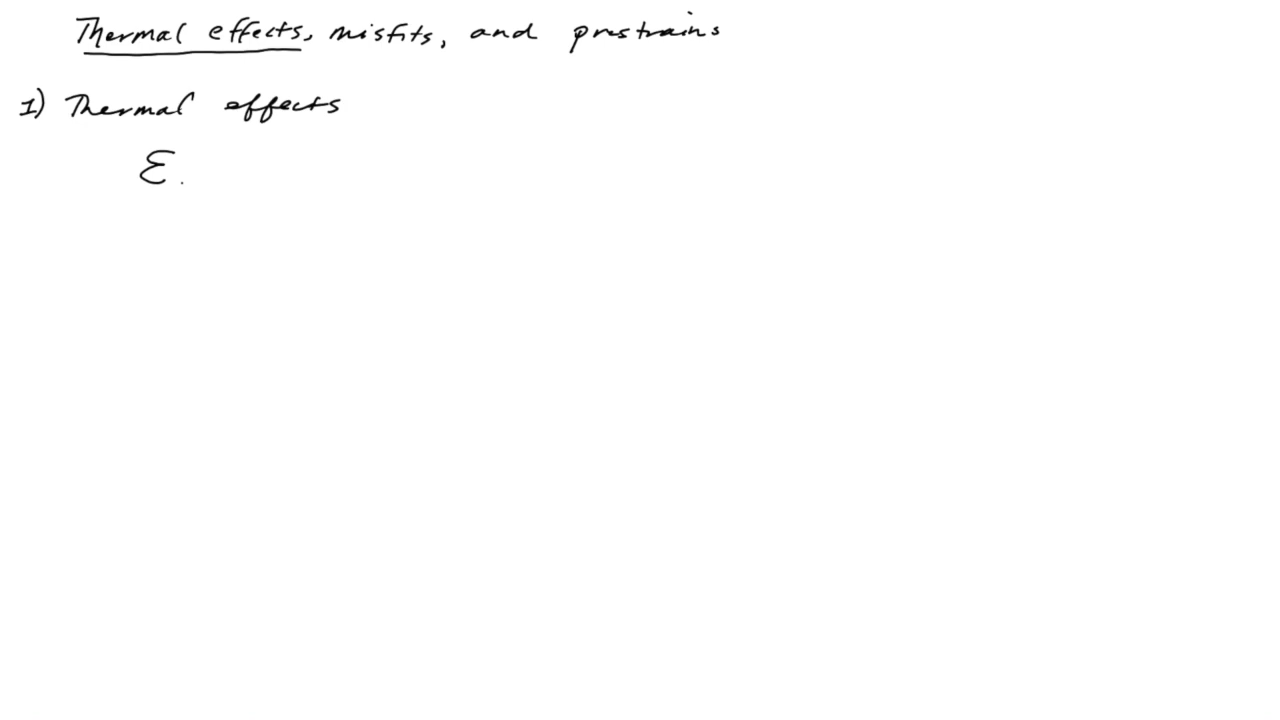 Thermal effects, misfits, and prestrains
1) Thermal effects
ε